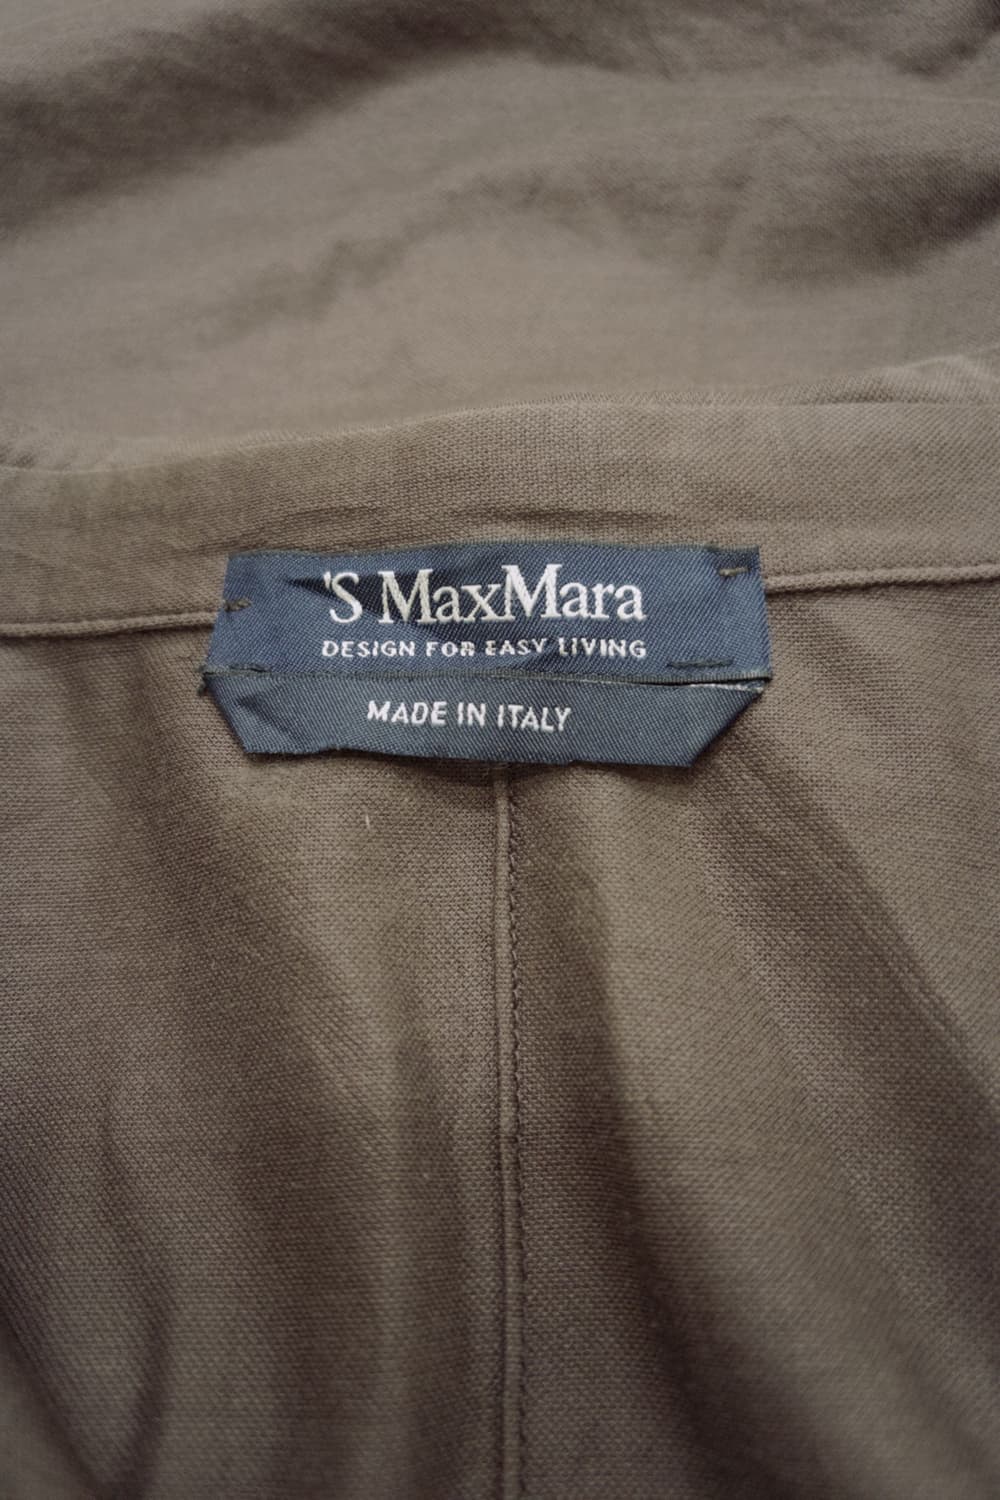 'S MaxMara
DESIGN FOR EASY LIVING
MADE IN ITALY